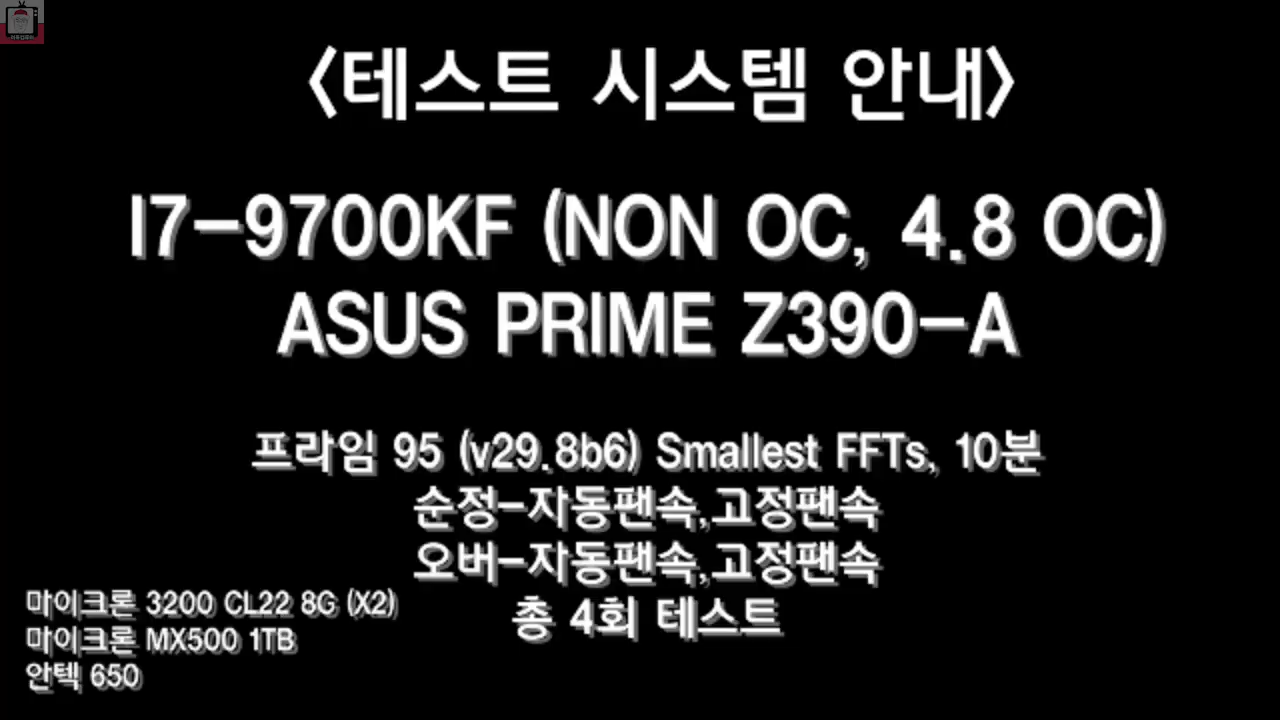 <테스트 시스템 안내>
I7-9700KF (NON OC, 4.8 OC)
ASUS PRIME Z390-A
프라임 95 (v29.8b6) Smallest FFTs, 10분
순정-자동팬속,고정팬속
오버-자동팬속,고정팬속
총 4회 테스트
마이크론 3200 CL22 8G (X2)
마이크론 MX500 1TB
안텍 650